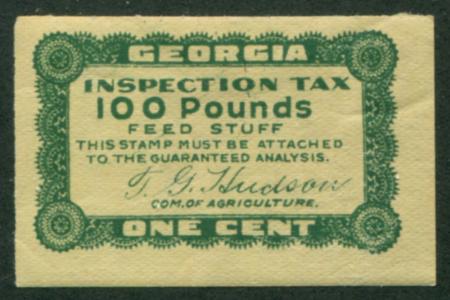 GEORGIA
INSPECTION TAX
100 Pounds
FEED STUFF
THIS STAMP MUST BE ATTACHED
TO THE GUARANTEED ANALYSIS.
T. G. Hudson
COM. OF AGRICULTURE.
ONE CENT